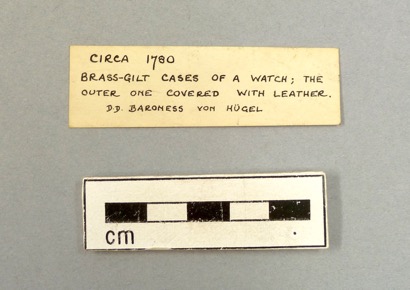 CIRCA 1780
BRASS-GILT CASES OF A WATCH; THE
OUTER ONE COVERED WITH LEATHER.
D.D. BARONESS VON HÜGEL
cm